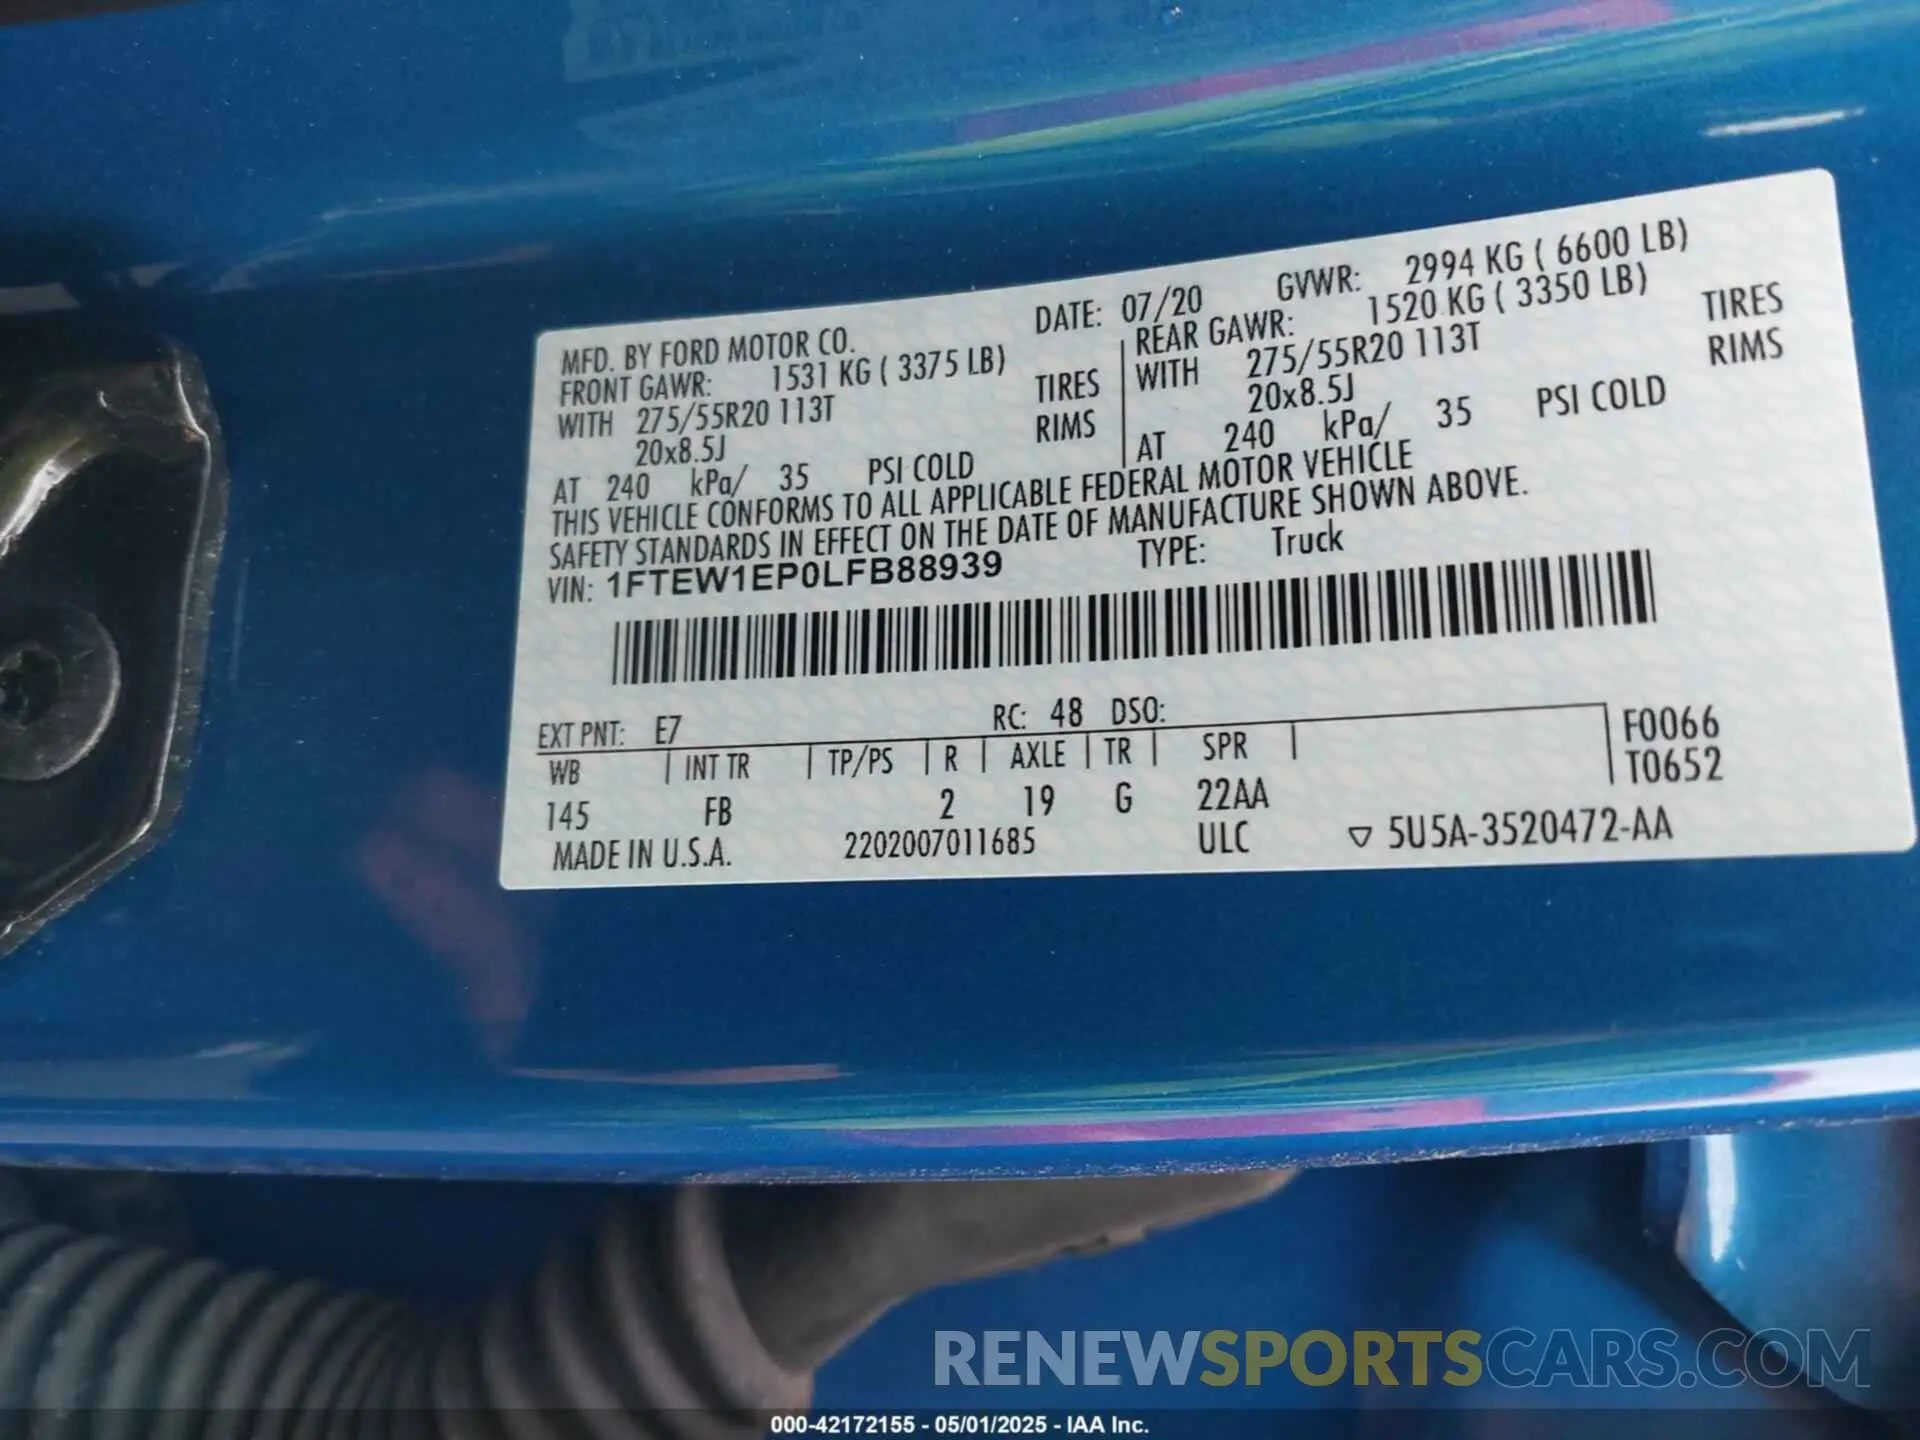 MFD. BY FORD MOTOR CO. DATE: 07/20 GVWR: 2994 KG ( 6600 LB)
FRONT GAWR: 1531 KG ( 3375 LB) REAR GAWR: 1520 KG ( 3350 LB)
WITH 275/55R20 113T TIRES WITH 275/55R20 113T TIRES
20x8.5J RIMS 20x8.5J RIMS
AT 240 kPa/ 35 PSI COLD AT 240 kPa/ 35 PSI COLD
THIS VEHICLE CONFORMS TO ALL APPLICABLE FEDERAL MOTOR VEHICLE
SAFETY STANDARDS IN EFFECT ON THE DATE OF MANUFACTURE SHOWN ABOVE.
VIN: 1FTEW1EP0LFB88939 TYPE: Truck
EXT PNT: E7 RC: 48 DSO:
WB | INT TR | TP/PS | R | AXLE | TR | SPR | F0066
145 FB 2 19 G 22AA T0652
MADE IN U.S.A. 2202007011685 ULC ▽ 5U5A-3520472-AA
RENEWSPORTSCARS.COM
000-42172155 - 05/01/2025 - IAA Inc.